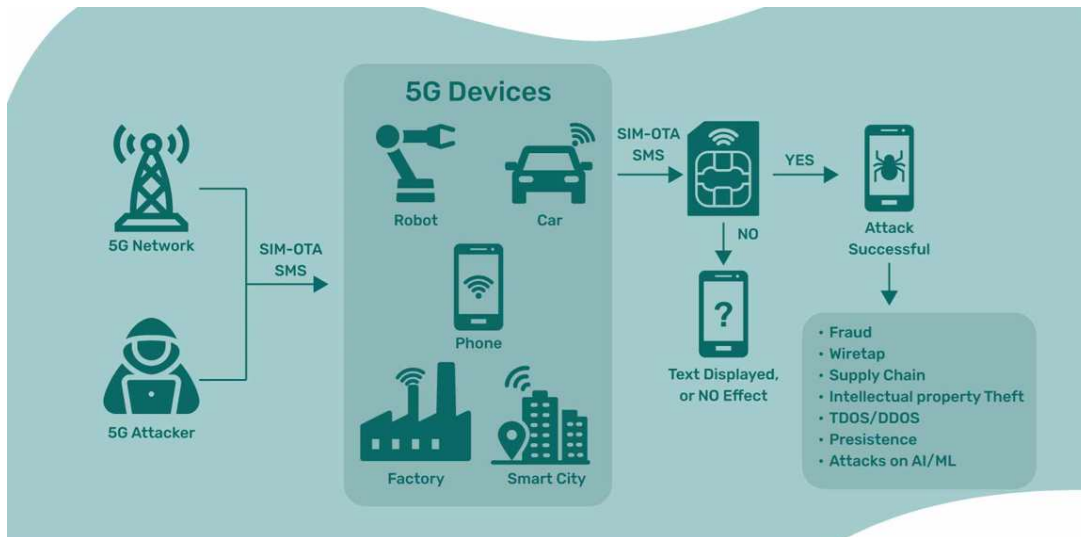 5G Network
5G Attacker
SIM-OTA
SMS
5G Devices
Robot
Car
Phone
Factory
Smart City
SIM-OTA
SMS
YES
NO
?
Text Displayed,
or NO Effect
Attack
Successful
• Fraud
• Wiretap
• Supply Chain
• Intellectual property Theft
• TDOS/DDOS
• Presistence
• Attacks on AI/ML